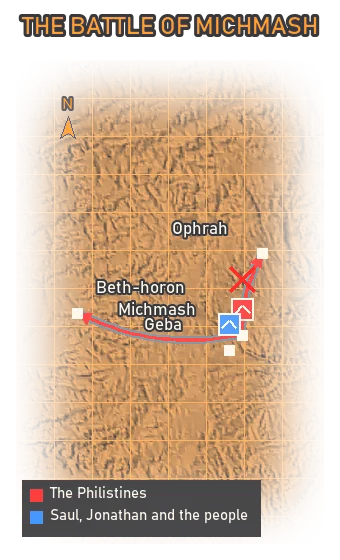 THE BATTLE OF MICHMASH
N
Ophrah
Beth-horon
Michmash
Geba
The Philistines
Saul, Jonathan and the people